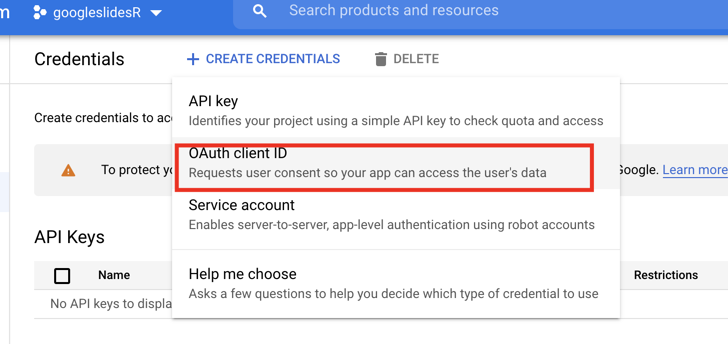 m googleslidesR Search products and resources
Credentials CREATE CREDENTIALS DELETE
API key
Identifies your project using a simple API key to check quota and access
Create credentials to
OAuth client ID
To protect Requests user consent so your app can access the user's data Google. Learn more
Service account
Enables server-to-server, app-level authentication using robot accounts
API Keys
Help me choose
Name Restrictions
Asks a few questions to help you decide which type of credential to use
No API keys to displa